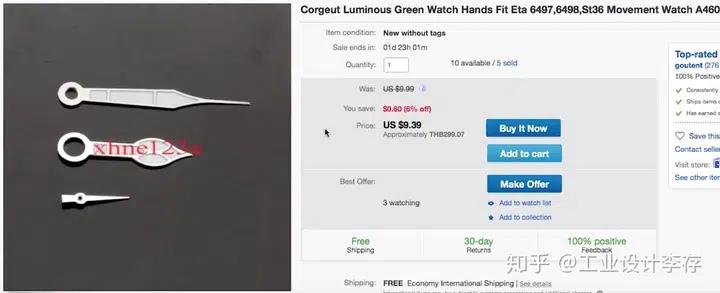 xhne123a
Corgeut Luminous Green Watch Hands Fit Eta 6497,6498,St36 Movement Watch A460
Item condition: New without tags
Sale ends in: 01d 23h 01m
Quantity: 1 10 available / 5 sold
Was: US $9.99
You save: $0.60 (6% off)
Price: US $9.39
Approximately THB299.07
Buy It Now
Add to cart
Best Offer:
Make Offer
3 watching
Add to watch list
Add to collection
Free
Shipping
30-day
Returns
100% positive
Feedback
Shipping: FREE Economy International Shipping | See details
Top-rated
goutent (276
100% Positive
Consistently
Ships items
Has earned
Save this
Contact seller
Visit store:
See other item
知乎 @工业设计李存